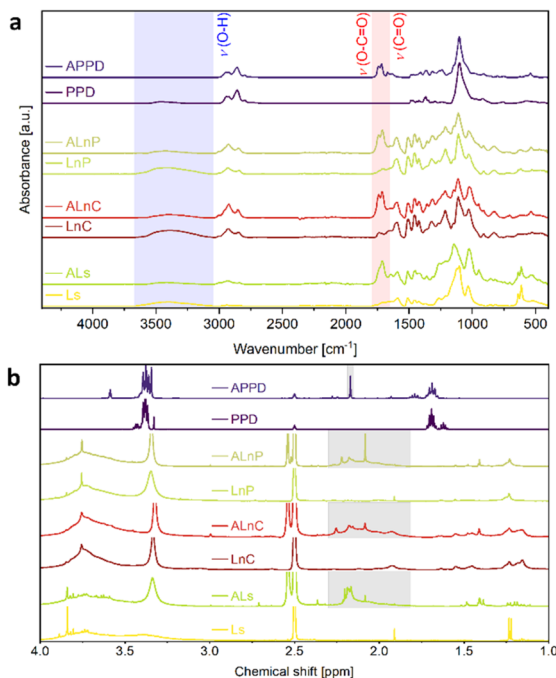 a
ν(O-H)
ν(O-C=O)
ν(C=O)
APPD
PPD
ALnP
LnP
ALnC
LnC
ALs
Ls
Absorbance [a.u.]
4000 3500 3000 2500 2000 1500 1000 500
Wavenumber [cm-1]
b
APPD
PPD
ALnP
LnP
ALnC
LnC
ALs
Ls
4.0 3.5 3.0 2.5 2.0 1.5 1.0
Chemical shift [ppm]